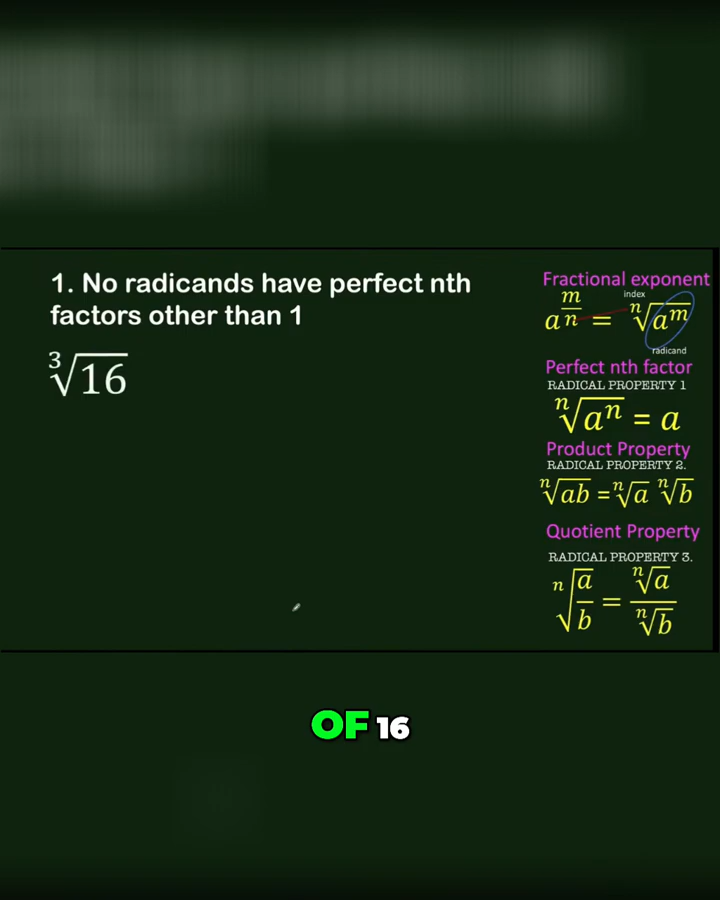 1. No radicands have perfect nth
factors other than 1
∛16
Fractional exponent
index
a^(m/n) = ⁿ√(a^m)
radicand
Perfect nth factor
RADICAL PROPERTY 1
ⁿ√(aⁿ) = a
Product Property
RADICAL PROPERTY 2.
ⁿ√(ab) = ⁿ√a ⁿ√b
Quotient Property
RADICAL PROPERTY 3.
ⁿ√(a/b) = ⁿ√a / ⁿ√b
OF 16